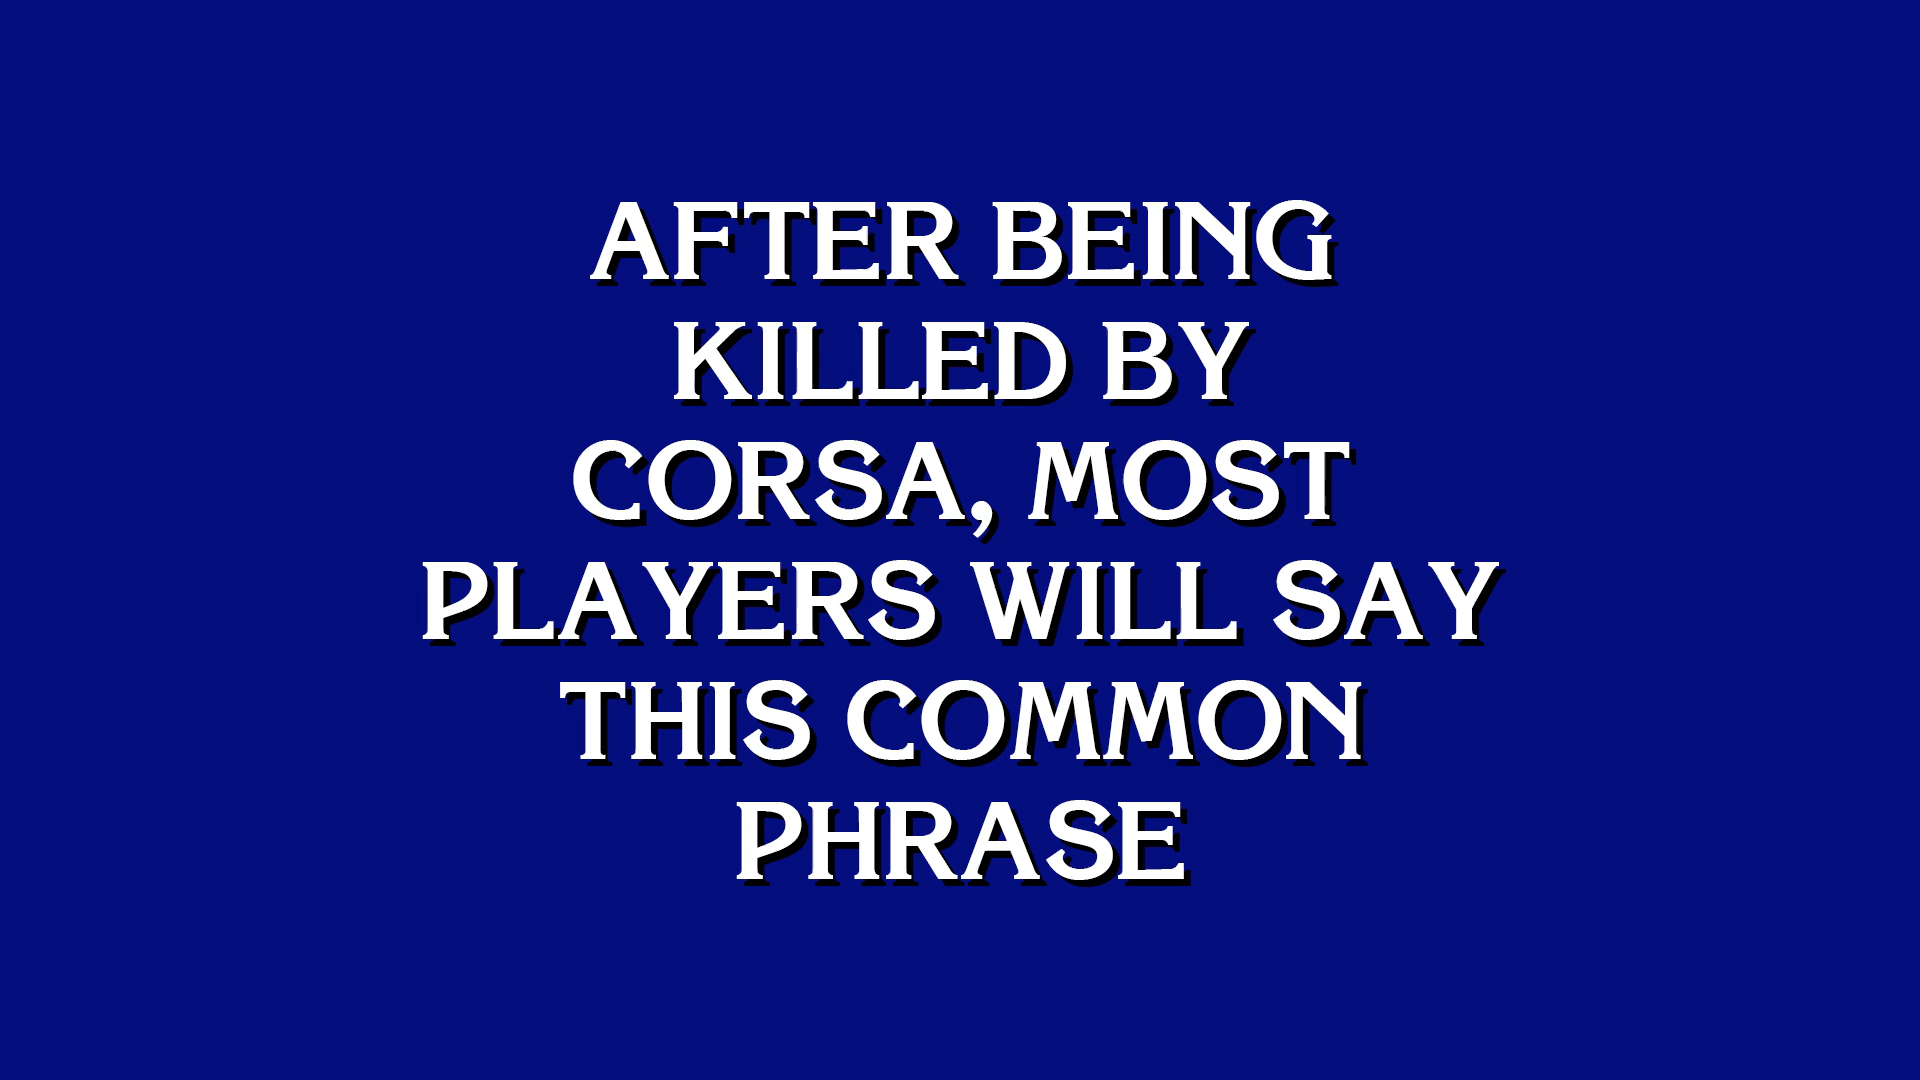 AFTER BEING
KILLED BY
CORSA, MOST
PLAYERS WILL SAY
THIS COMMON
PHRASE